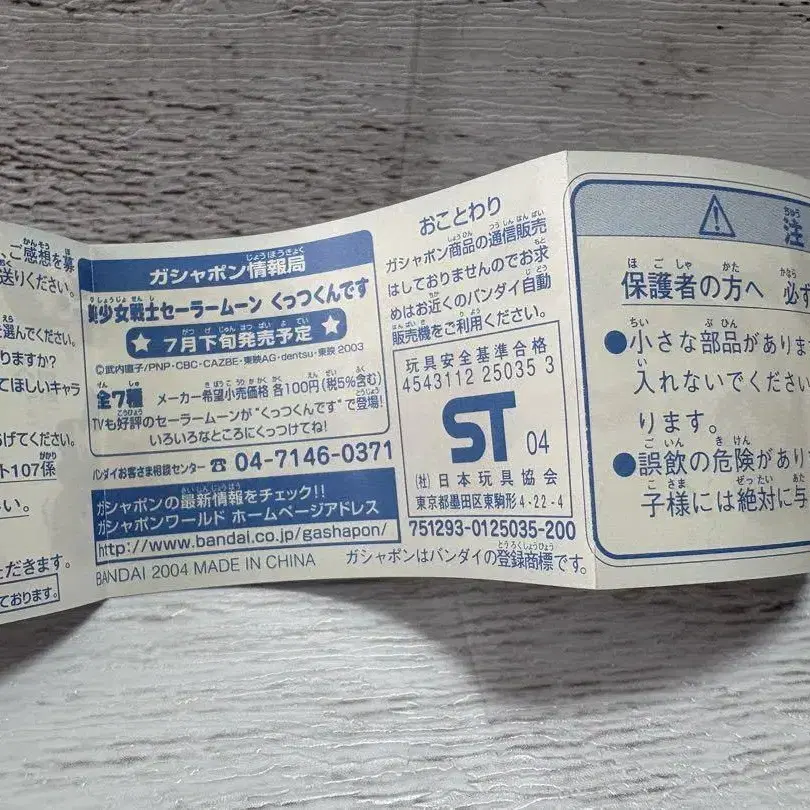 ご感想を募
送りください。
選んでください。
りますか?
てほしいキャラ
げてください。
ト107係
い。
ただきます。
ております。
ガシャポン情報局
美少女戦士セーラームーン くっつくんです
★ 7月下旬発売予定 ★
©武内直子/PNP・CBC・CAZBE・東映AG・dentsu・東映 2003
全7種 メーカー希望小売価格 各100円(税5%含む)
TVも好評のセーラームーンが“くっつくんです”で登場!
いろいろなところにくっつけてね!
バンダイお客さま相談センター ☎ 04-7146-0371
ガシャポンの最新情報をチェック!!
ガシャポンワールド ホームページアドレス
http://www.bandai.co.jp/gashapon/
BANDAI 2004 MADE IN CHINA
おことわり
ガシャポン商品の通信販売
はしておりませんのでお求
めはお近くのバンダイ自動
販売機をご利用ください。
玩具安全基準合格
4543112 25035 3
ST 04
(社) 日本玩具協会
東京都墨田区東駒形4-22-4
751293-0125035-200
ガシャポンはバンダイの登録商標です。
注
保護者の方へ 必ず
●小さな部品がありま
入れないでください
ります。
●誤飲の危険があり
子様には絶対に与